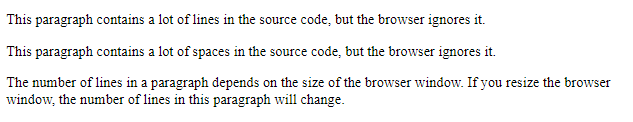 This paragraph contains a lot of lines in the source code, but the browser ignores it.
This paragraph contains a lot of spaces in the source code, but the browser ignores it.
The number of lines in a paragraph depends on the size of the browser window. If you resize the browser
window, the number of lines in this paragraph will change.